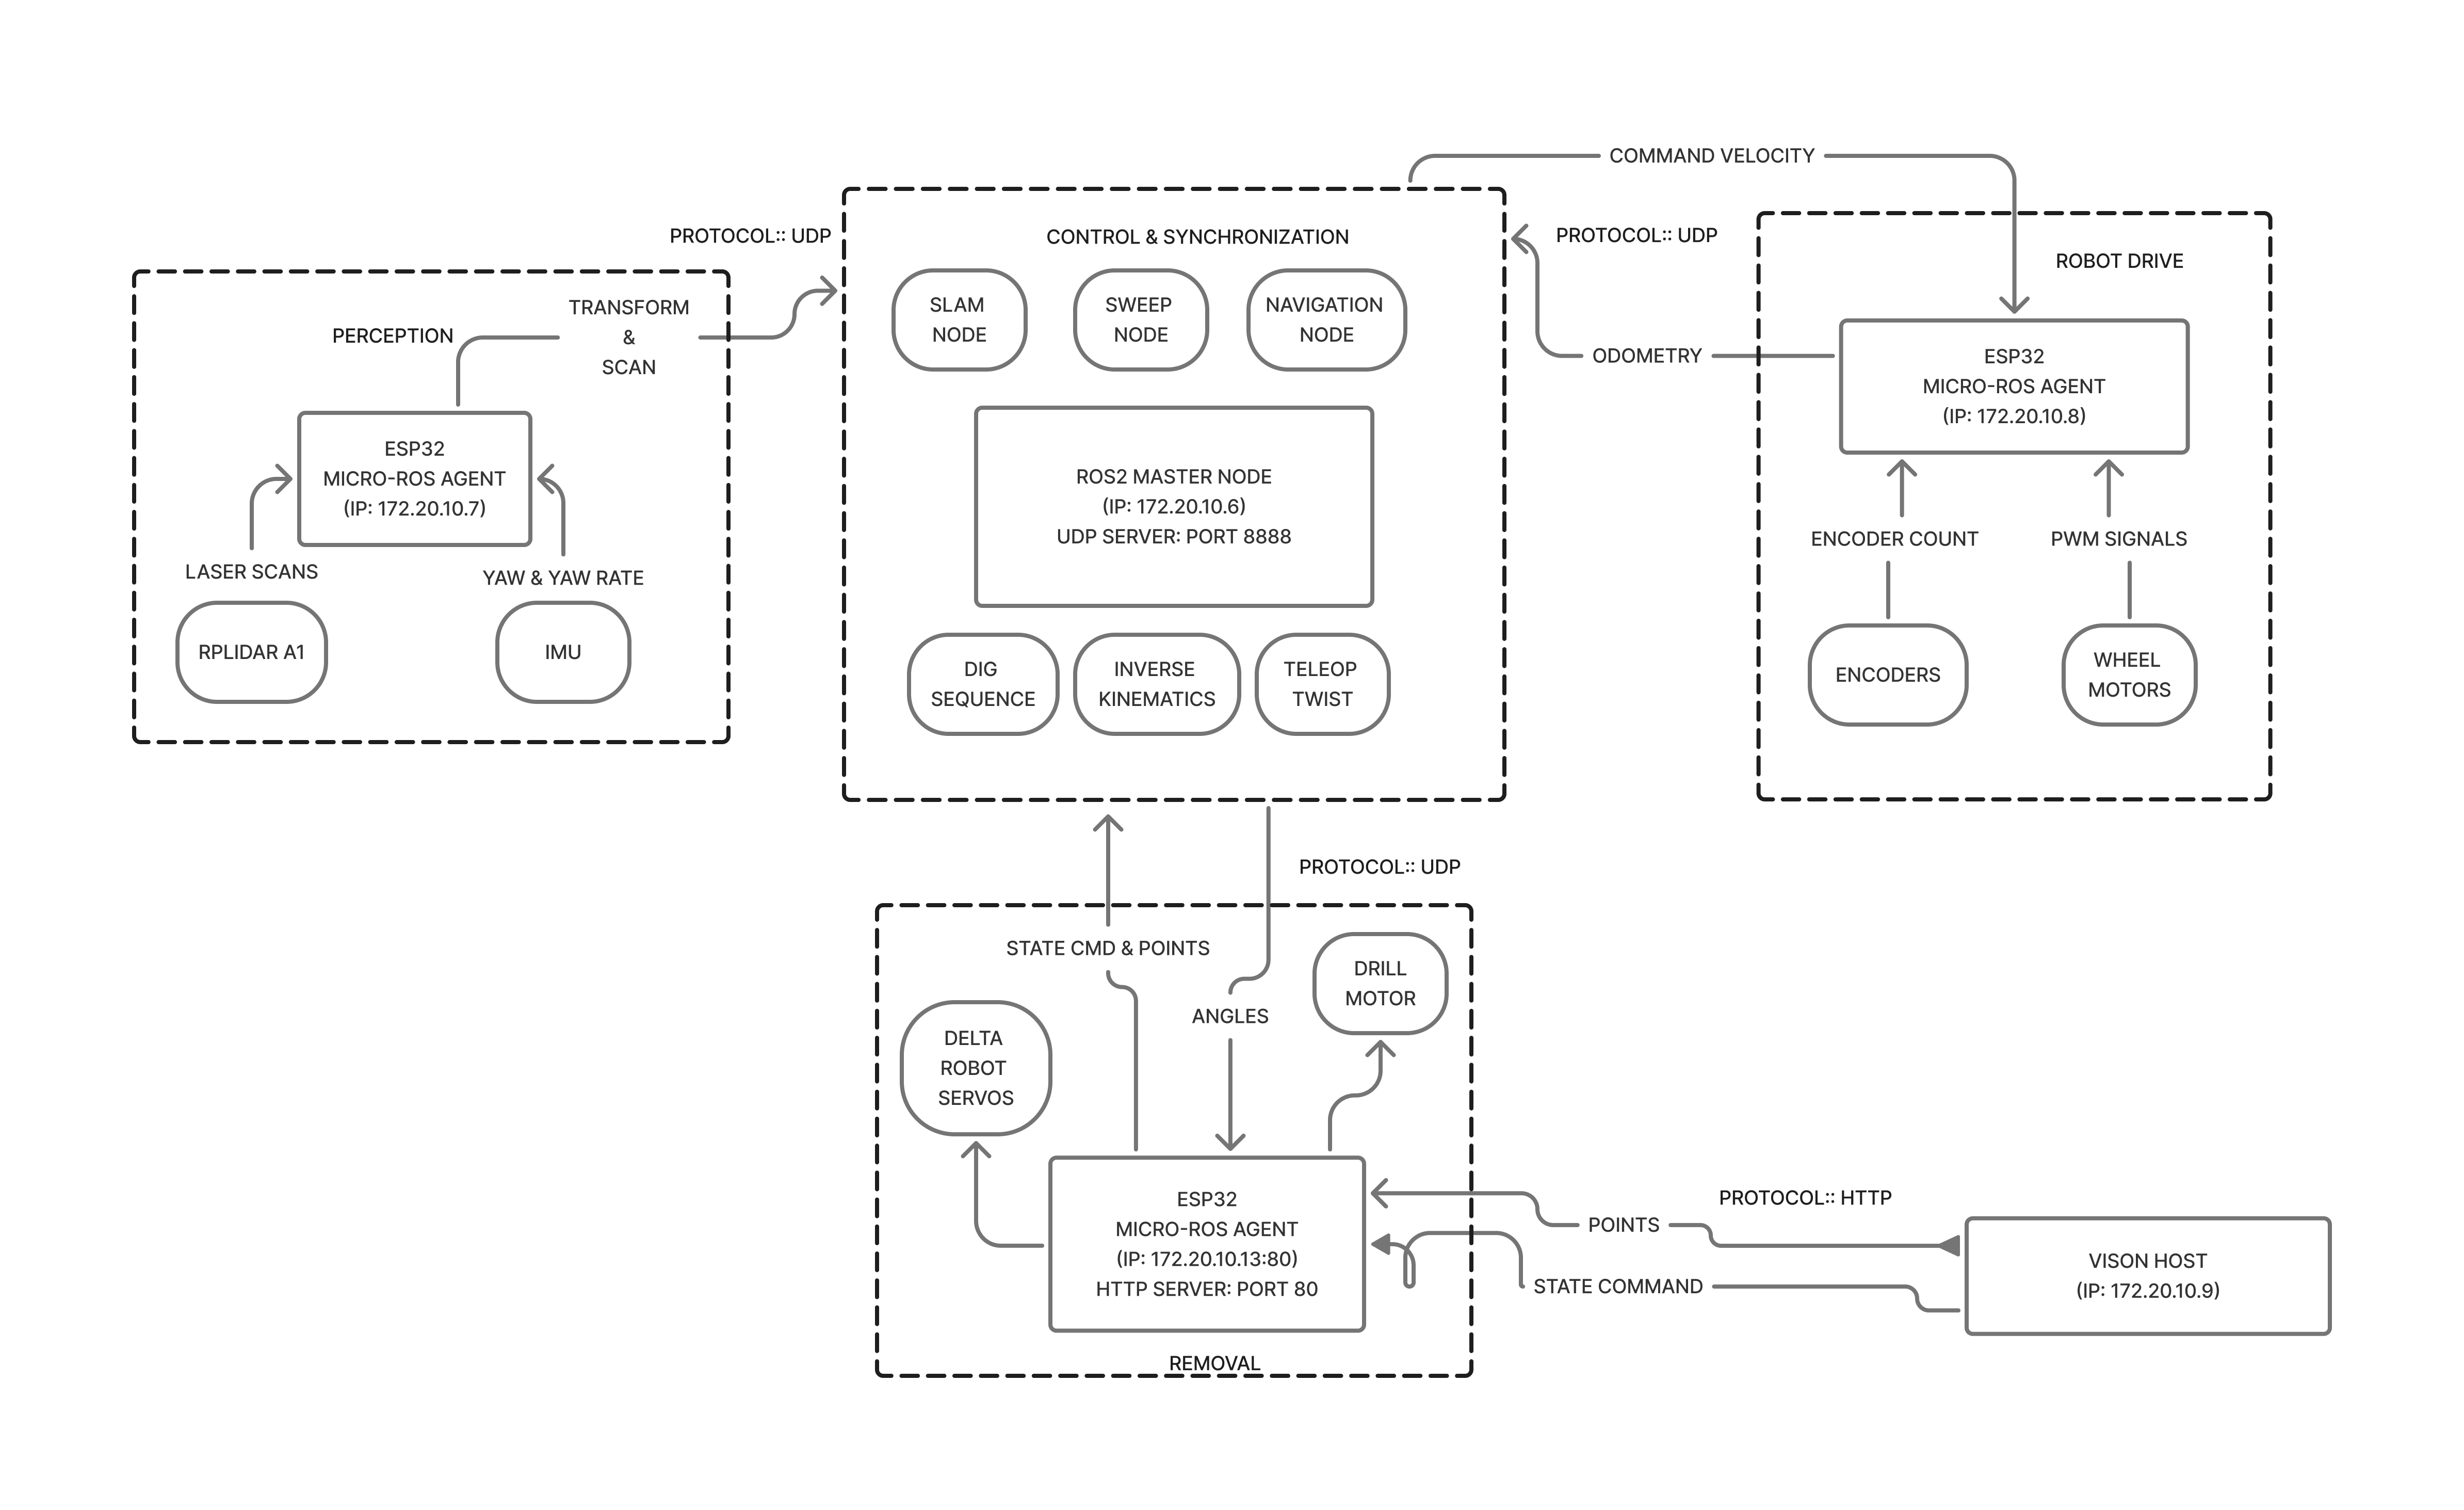 COMMAND VELOCITY
PROTOCOL:: UDP
CONTROL & SYNCHRONIZATION
PROTOCOL:: UDP
ROBOT DRIVE
TRANSFORM
&
SCAN
PERCEPTION
SLAM
NODE
SWEEP
NODE
NAVIGATION
NODE
ODOMETRY
ESP32
MICRO-ROS AGENT
(IP: 172.20.10.8)
ESP32
MICRO-ROS AGENT
(IP: 172.20.10.7)
ROS2 MASTER NODE
(IP: 172.20.10.6)
UDP SERVER: PORT 8888
ENCODER COUNT
PWM SIGNALS
LASER SCANS
YAW & YAW RATE
RPLIDAR A1
IMU
DIG
SEQUENCE
INVERSE
KINEMATICS
TELEOP
TWIST
ENCODERS
WHEEL
MOTORS
PROTOCOL:: UDP
STATE CMD & POINTS
DRILL
MOTOR
ANGLES
DELTA
ROBOT
SERVOS
ESP32
MICRO-ROS AGENT
(IP: 172.20.10.13:80)
HTTP SERVER: PORT 80
PROTOCOL:: HTTP
POINTS
STATE COMMAND
VISON HOST
(IP: 172.20.10.9)
REMOVAL